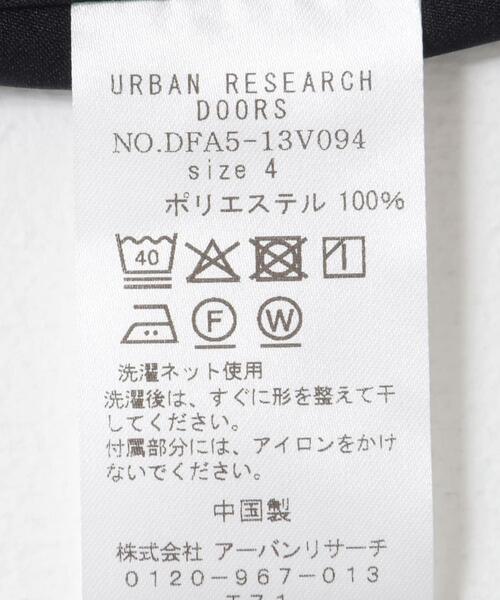 URBAN RESEARCH
DOORS
NO.DFA5-13V094
size 4
ポリエステル 100%
40
F W
洗濯ネット使用
洗濯後は、すぐに形を整えて干
してください。
付属部分には、アイロンをかけ
ないでください。
中国製
株式会社 アーバンリサーチ
0120-967-013